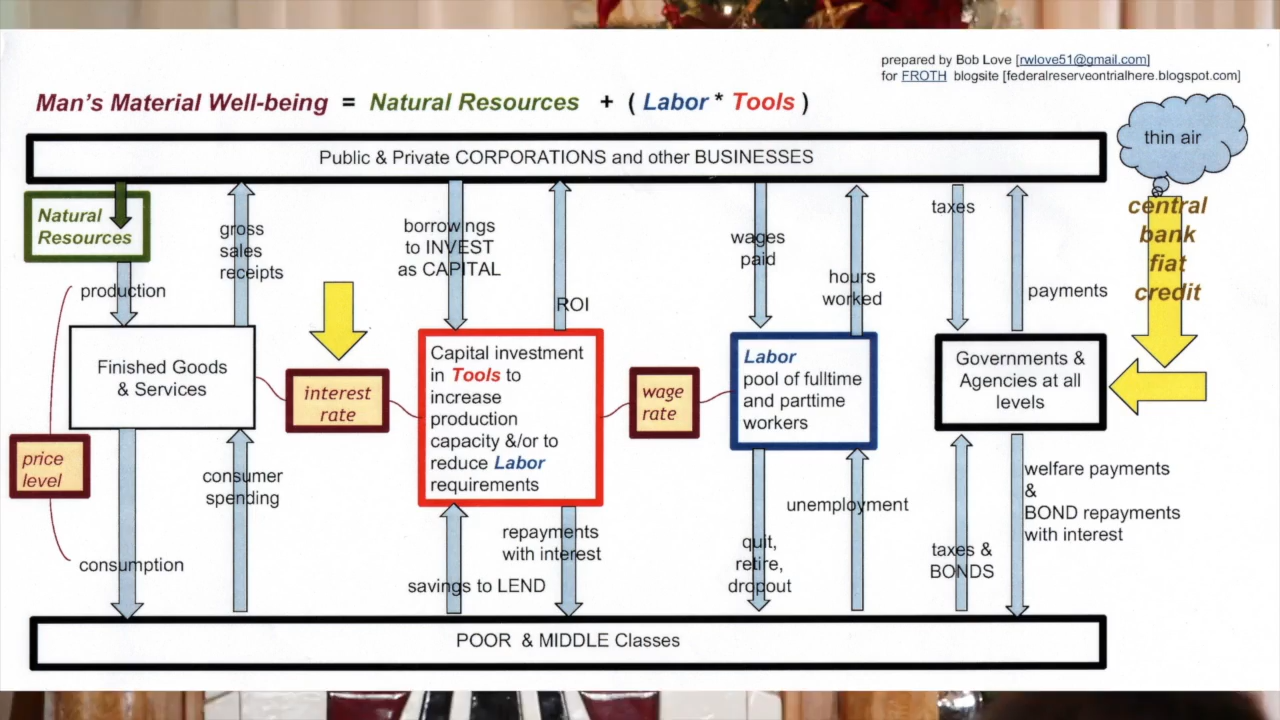 prepared by Bob Love [rwlove51@gmail.com]
for FROTH blogsite [federalreserveontrialhere.blogspot.com]
Man's Material Well-being = Natural Resources + ( Labor * Tools )
Public & Private CORPORATIONS and other BUSINESSES
thin air
central
bank
fiat
credit
Natural
Resources
production
gross
sales
receipts
borrowings
to INVEST
as CAPITAL
ROI
wages
paid
hours
worked
taxes
payments
Finished Goods
& Services
interest
rate
Capital investment
in Tools to
increase
production
capacity &/or to
reduce Labor
requirements
wage
rate
Labor
pool of fulltime
and parttime
workers
Governments &
Agencies at all
levels
price
level
consumer
spending
consumption
savings to LEND
repayments
with interest
quit,
retire,
dropout
unemployment
taxes &
BONDS
welfare payments
&
BOND repayments
with interest
POOR & MIDDLE Classes